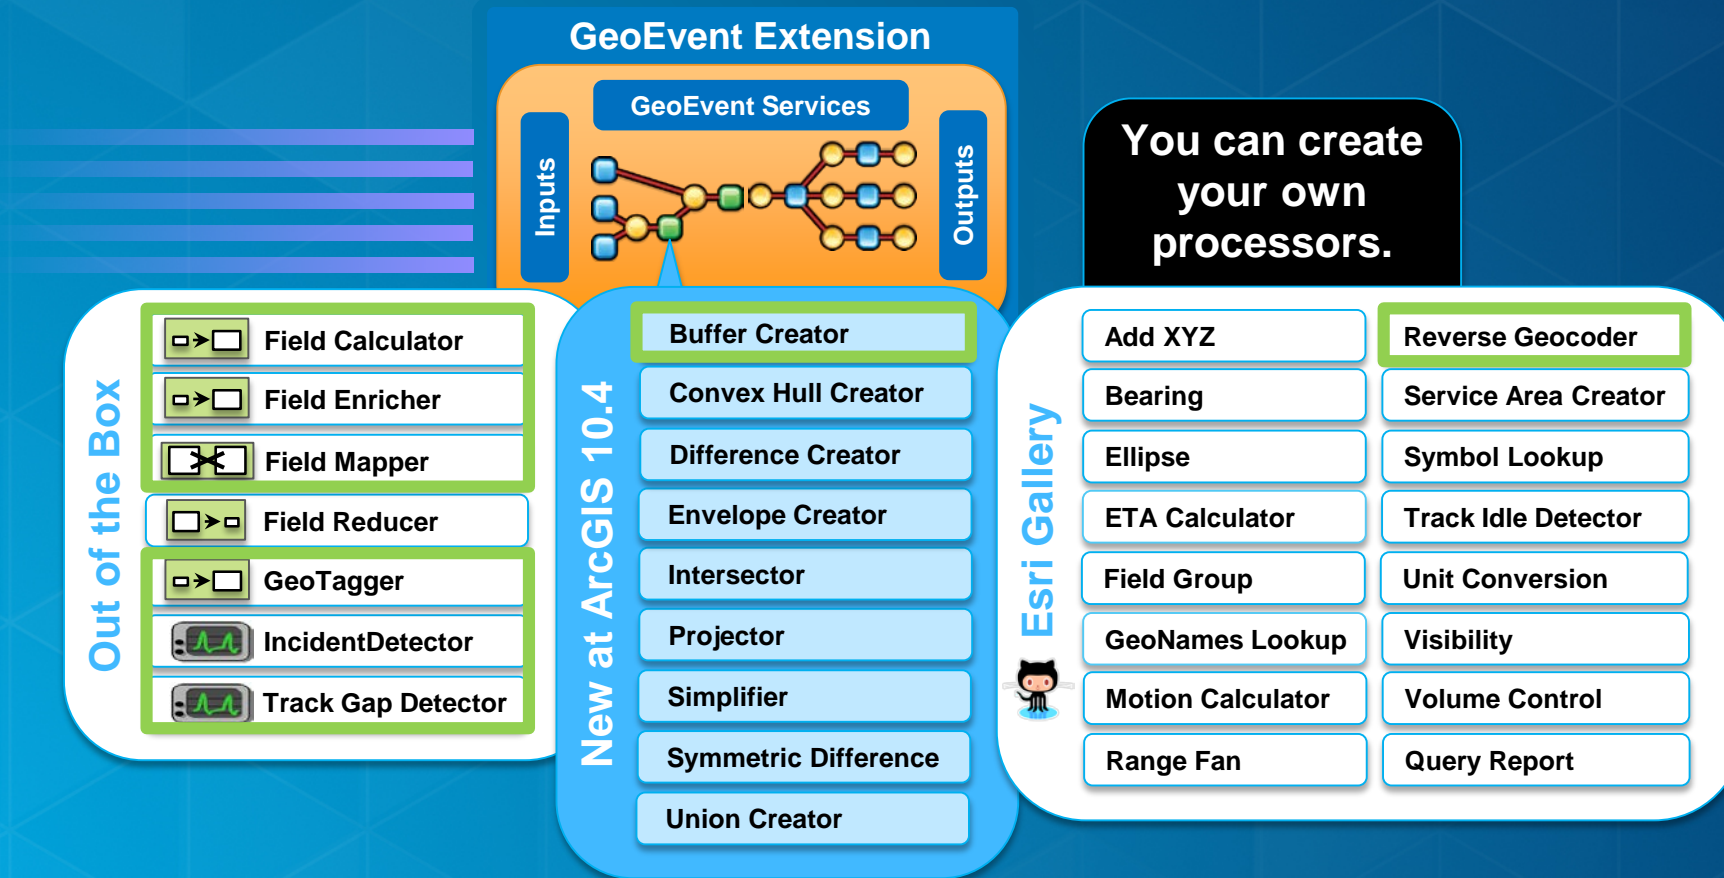 GeoEvent Extension
GeoEvent Services
Inputs
Outputs
You can create
your own
processors.
Out of the Box
Field Calculator
Field Enricher
Field Mapper
Field Reducer
GeoTagger
IncidentDetector
Track Gap Detector
New at ArcGIS 10.4
Buffer Creator
Convex Hull Creator
Difference Creator
Envelope Creator
Intersector
Projector
Simplifier
Symmetric Difference
Union Creator
Esri Gallery
Add XYZ
Bearing
Ellipse
ETA Calculator
Field Group
GeoNames Lookup
Motion Calculator
Range Fan
Reverse Geocoder
Service Area Creator
Symbol Lookup
Track Idle Detector
Unit Conversion
Visibility
Volume Control
Query Report